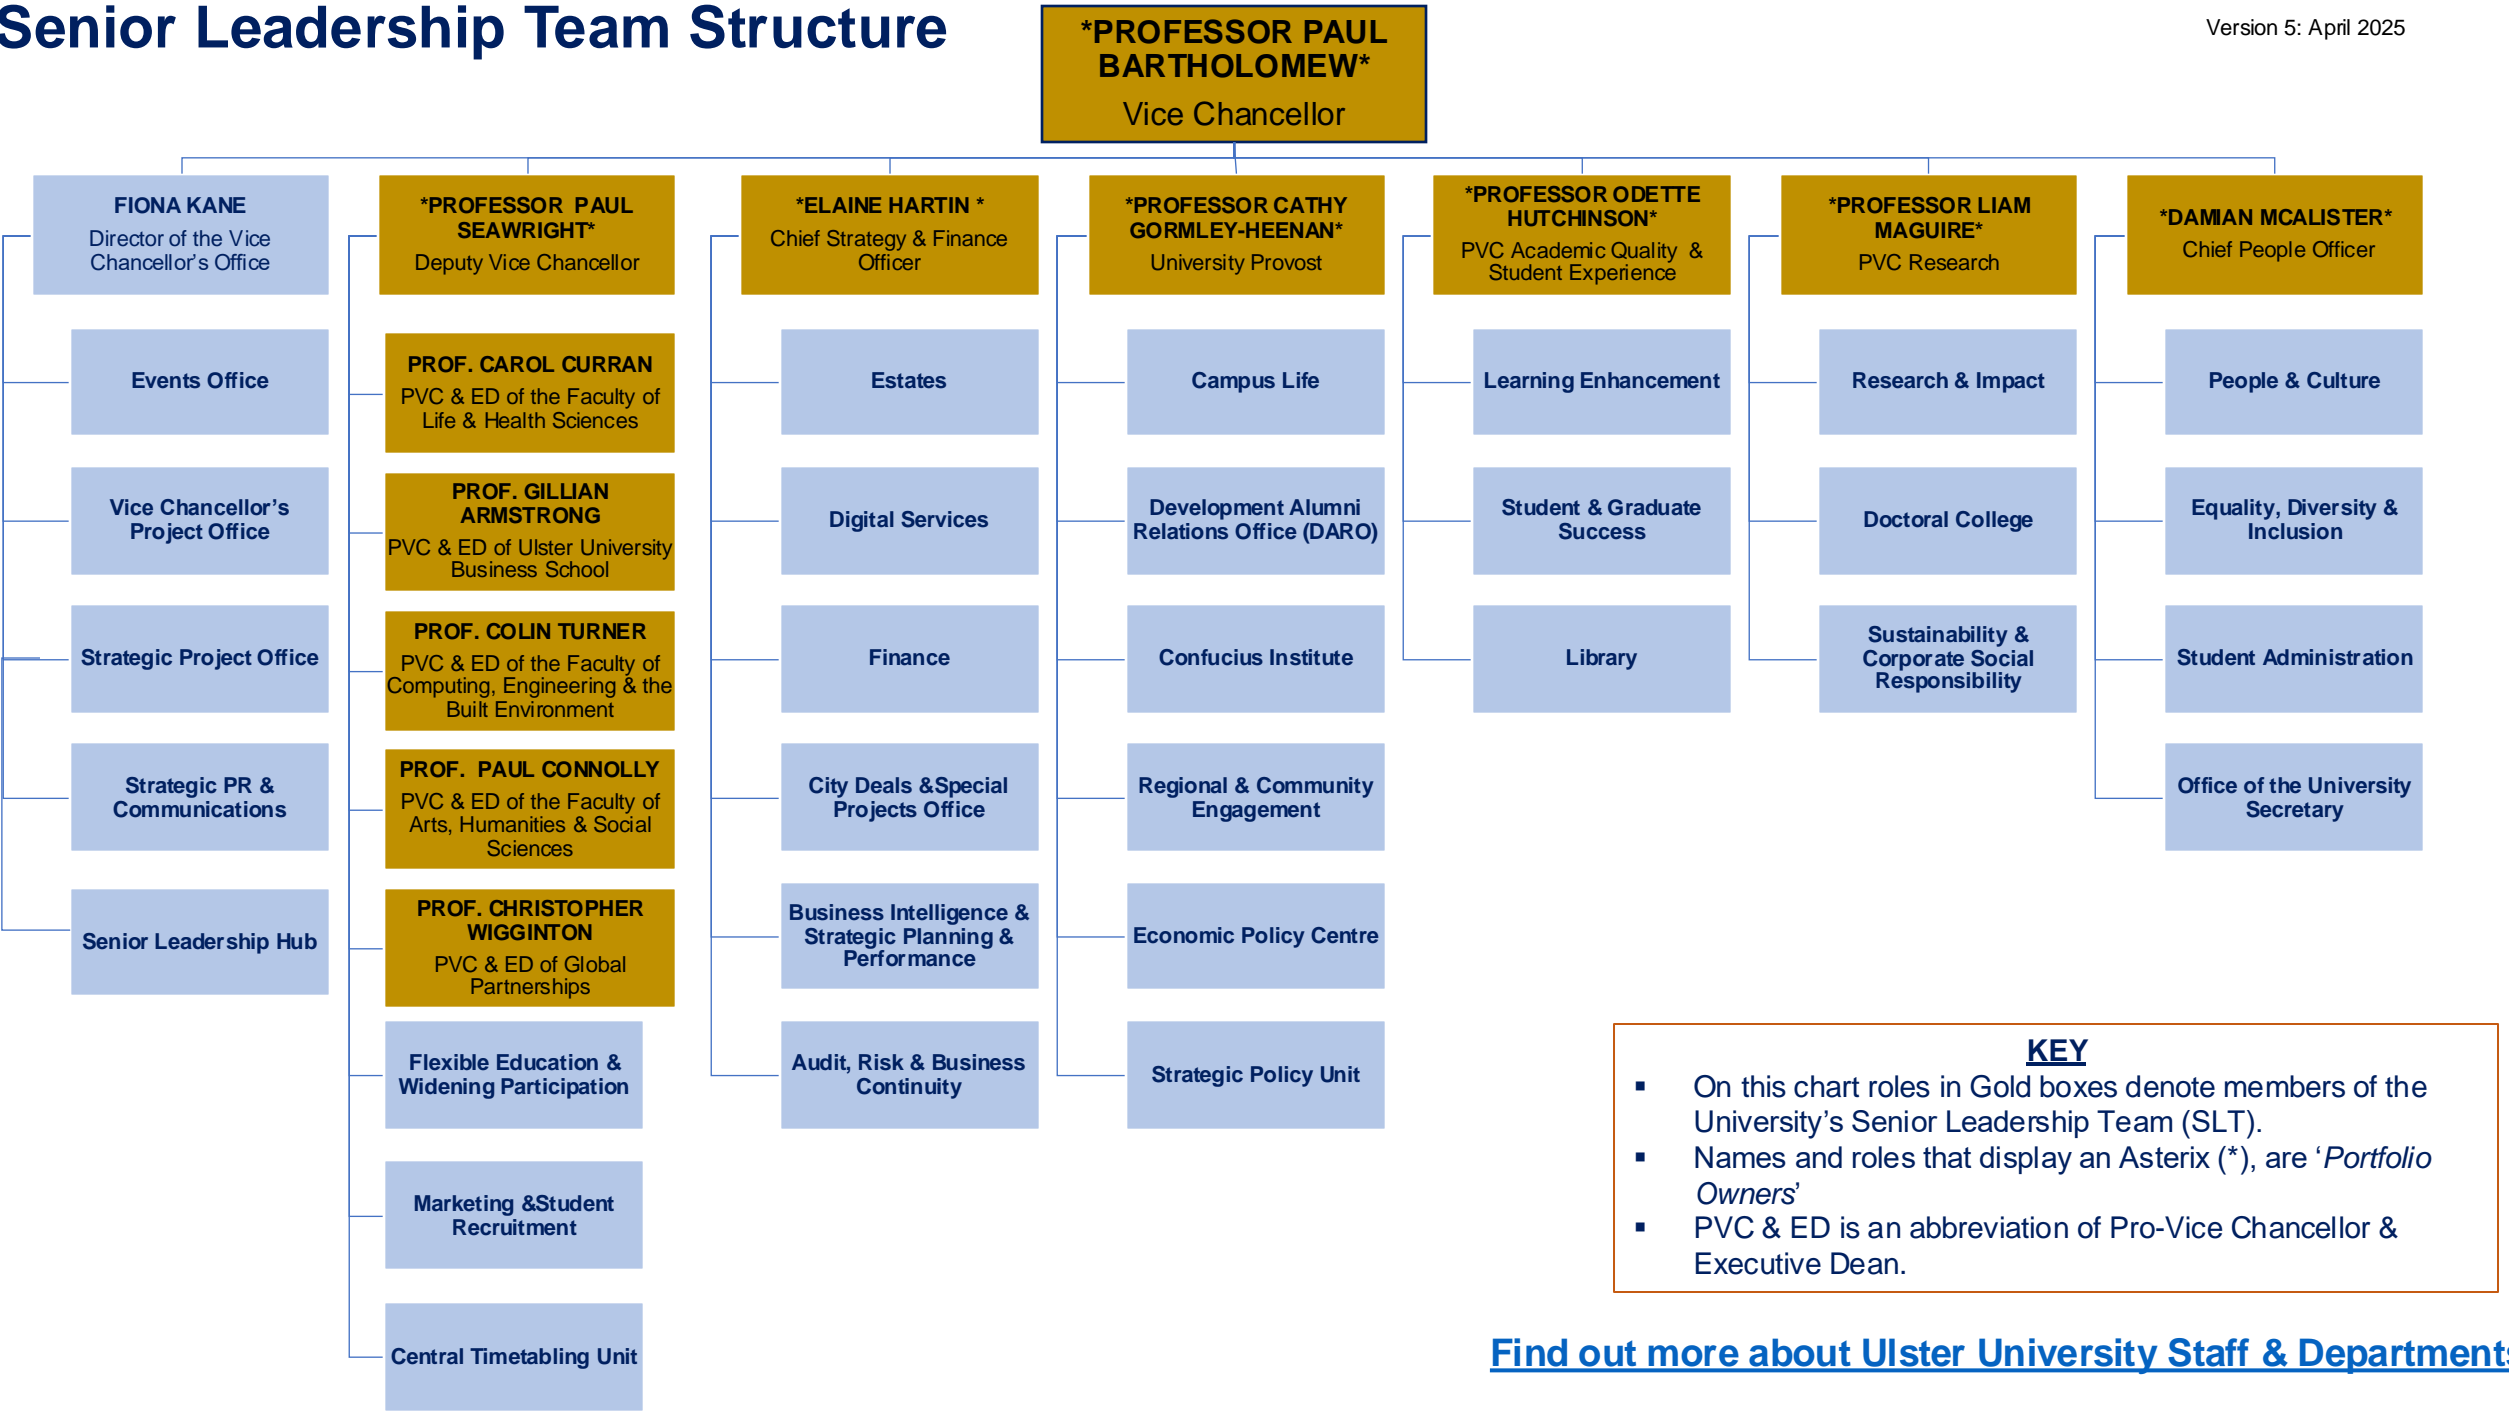 Senior Leadership Team Structure
*PROFESSOR PAUL
BARTHOLOMEW*
Vice Chancellor
Version 5: April 2025
FIONA KANE
Director of the Vice
Chancellor's Office
Events Office
Vice Chancellor's
Project Office
Strategic Project Office
Strategic PR &
Communications
Senior Leadership Hub
*PROFESSOR PAUL
SEAWRIGHT*
Deputy Vice Chancellor
PROF. CAROL CURRAN
PVC & ED of the Faculty of
Life & Health Sciences
PROF. GILLIAN
ARMSTRONG
PVC & ED of Ulster University
Business School
PROF. COLIN TURNER
PVC & ED of the Faculty of
Computing, Engineering & the
Built Environment
PROF. PAUL CONNOLLY
PVC & ED of the Faculty of
Arts, Humanities & Social
Sciences
PROF. CHRISTOPHER
WIGGINTON
PVC & ED of Global
Partnerships
Flexible Education &
Widening Participation
Marketing &Student
Recruitment
Central Timetabling Unit
*ELAINE HARTIN *
Chief Strategy & Finance
Officer
Estates
Digital Services
Finance
City Deals &Special
Projects Office
Business Intelligence &
Strategic Planning &
Performance
Audit, Risk & Business
Continuity
*PROFESSOR CATHY
GORMLEY-HEENAN*
University Provost
Campus Life
Development Alumni
Relations Office (DARO)
Confucius Institute
Regional & Community
Engagement
Economic Policy Centre
Strategic Policy Unit
*PROFESSOR ODETTE
HUTCHINSON*
PVC Academic Quality &
Student Experience
Learning Enhancement
Student & Graduate
Success
Library
*PROFESSOR LIAM
MAGUIRE*
PVC Research
Research & Impact
Doctoral College
Sustainability &
Corporate Social
Responsibility
*DAMIAN MCALISTER*
Chief People Officer
People & Culture
Equality, Diversity &
Inclusion
Student Administration
Office of the University
Secretary
KEY
▪ On this chart roles in Gold boxes denote members of the
University's Senior Leadership Team (SLT).
▪ Names and roles that display an Asterix (*), are ‘Portfolio
Owners’
▪ PVC & ED is an abbreviation of Pro-Vice Chancellor &
Executive Dean.
Find out more about Ulster University Staff & Departments